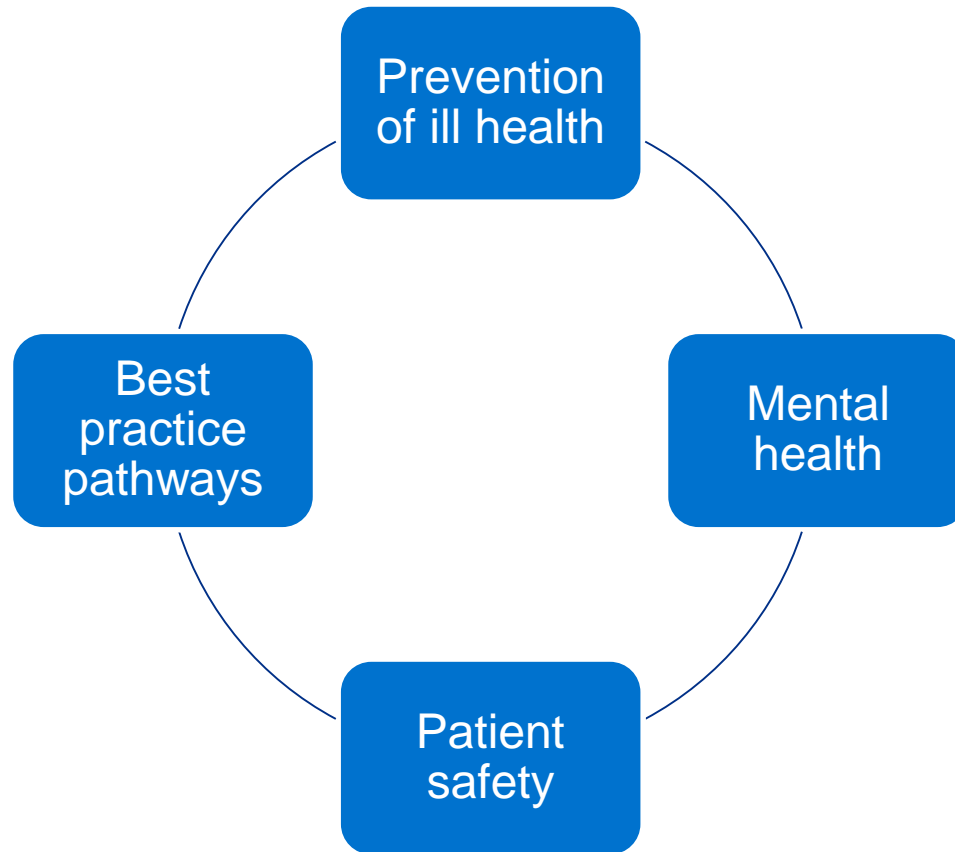 Prevention
of ill health
Mental
health
Patient
safety
Best
practice
pathways